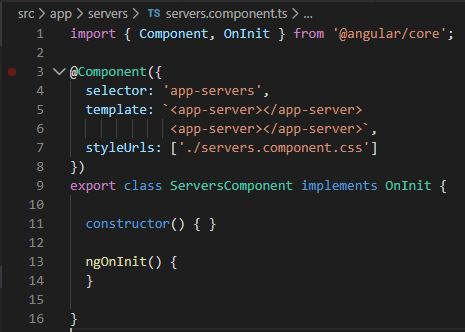 src > app > servers > TS servers.component.ts > ...
1 import { Component, OnInit } from '@angular/core';
2
3 @Component({
4   selector: 'app-servers',
5   template: `<app-server></app-server>
6              <app-server></app-server>`,
7   styleUrls: ['./servers.component.css']
8 })
9 export class ServersComponent implements OnInit {
10
11   constructor() { }
12
13   ngOnInit() {
14   }
15
16 }